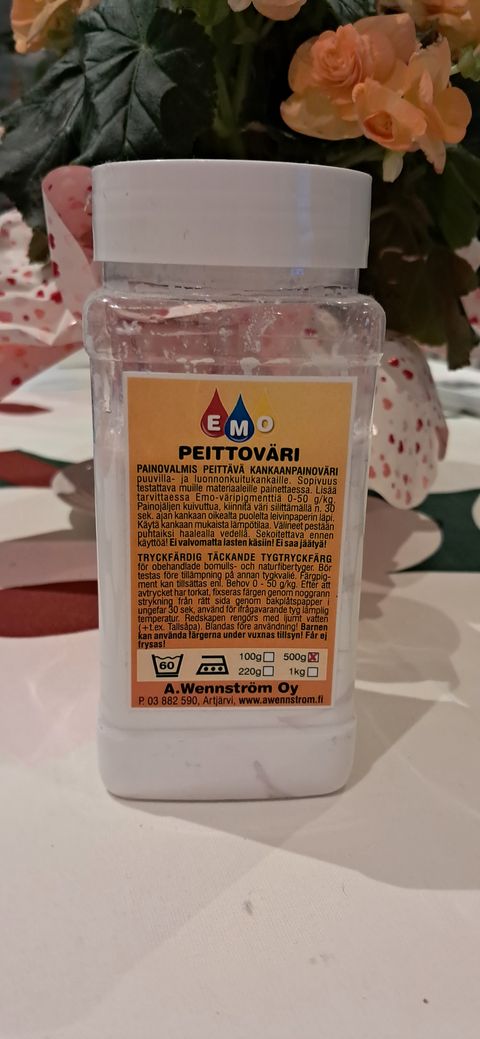 EMO
PEITTOVÄRI
PAINOVALMIS PEITTÄVÄ KANKAANPAINOVÄRI
puuvilla- ja luonnonkuitukankaille. Sopivuus
testattava muille materiaaleille painettaessa. Lisää
tarvittaessa Emo-väripigmenttiä 0-50 g/kg.
Painojäljen kuivuttua, kiinnitä väri silittämällä n. 30
sek. ajan kankaan oikealta puolelta leivinpaperin läpi.
Käytä kankaan mukaista lämpötilaa. Välineet pestään
puhtaiksi haalealla vedellä. Sekoitettava ennen
käyttöä! Ei valvomatta lasten käsiin! Ei saa jäätyä!
TRYCKFÄRDIG TÄCKANDE TYGTRYCKFÄRG
för obehandlade bomulls- och naturfibertyger. Bör
testas före tillämpning på annan tygkvalié. Färgpig-
ment kan tillsättas enl. Behov 0 - 50 g/kg. Efter att
avtrycket har torkat, fixseras färgen genom noggrann
strykning från rätt sida genom bakplåtspapper i
ungefär 30 sek, använd för ifrågavarande tyg lämplig
temperatur. Redskapen rengörs med ljumt vatten
(+t.ex. Tallsåpa). Blandas före användning! Barnen
kan använda färgerna under vuxnas tillsyn! Får ej
frysas!
60 100g 500g
220g 1kg
A.Wennström Oy
P. 03 882 590, Artjärvi, www.awennstrom.fi